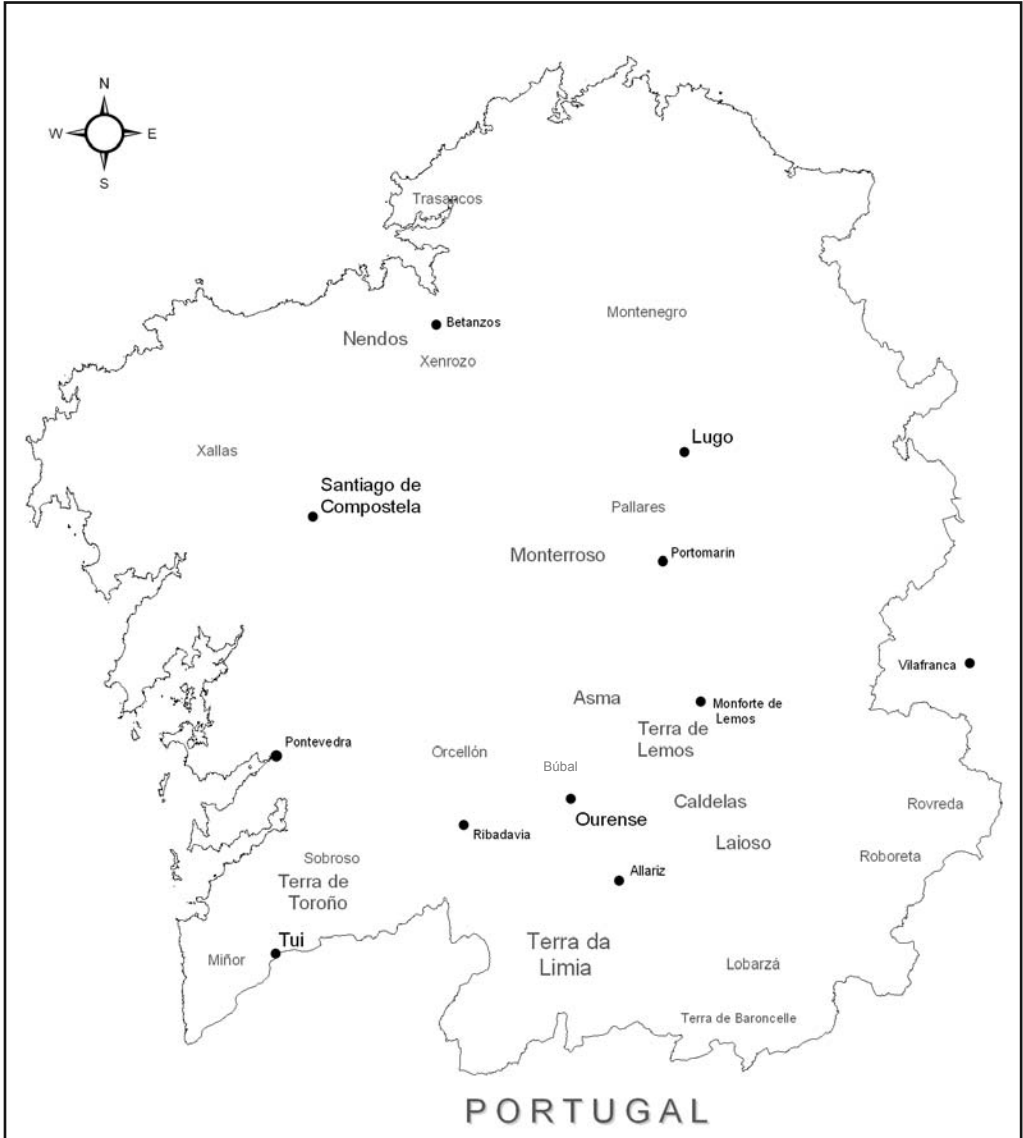 N
W E
S
Trasancos
Montenegro
Betanzos
Nendos
Xenrozo
Lugo
Xallas
Santiago de
Compostela
Pallares
Monterroso
Portomarín
Vilafranca
Asma
Monforte de
Lemos
Terra de
Lemos
Pontevedra
Orcellón
Búbal
Caldelas
Rovreda
Ourense
Ribadavia
Laioso
Sobroso
Roboreta
Allariz
Terra de
Toroño
Tui
Terra da
Limia
Miñor
Lobarzá
Terra de Baroncelle
PORTUGAL